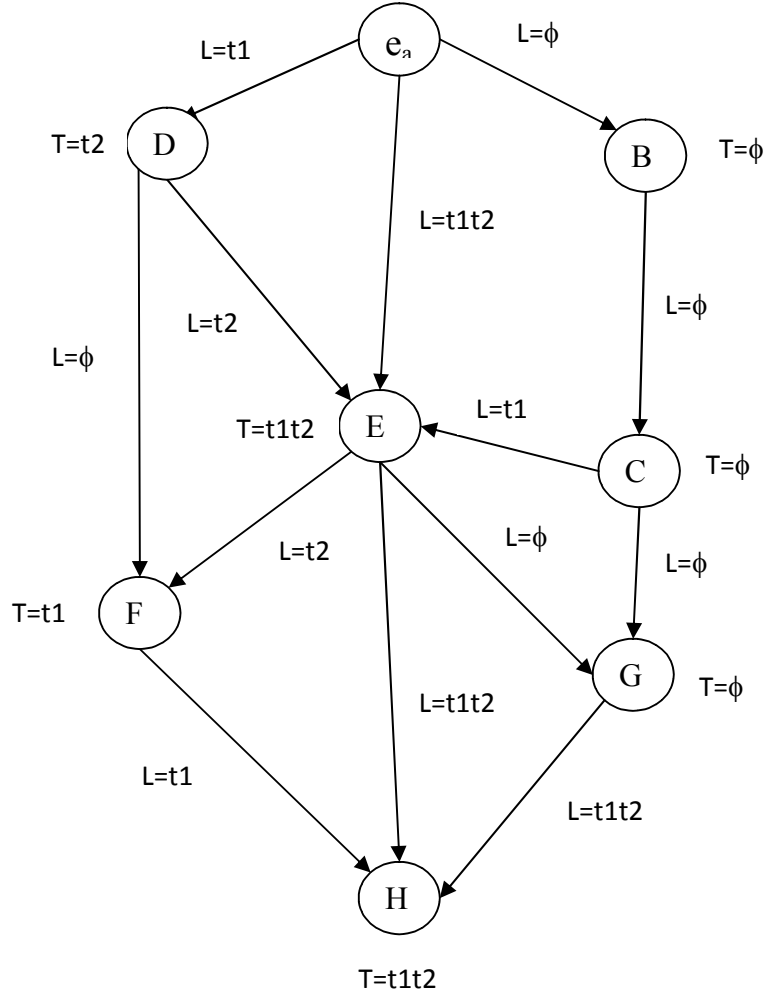 eₐ
L=ϕ
L=t1
T=t2
D
B
T=ϕ
L=t1t2
L=ϕ
L=t2
L=ϕ
L=t1
T=t1t2
E
C
T=ϕ
L=t2
L=ϕ
L=ϕ
T=t1
F
G
T=ϕ
L=t1t2
L=t1
L=t1t2
H
T=t1t2